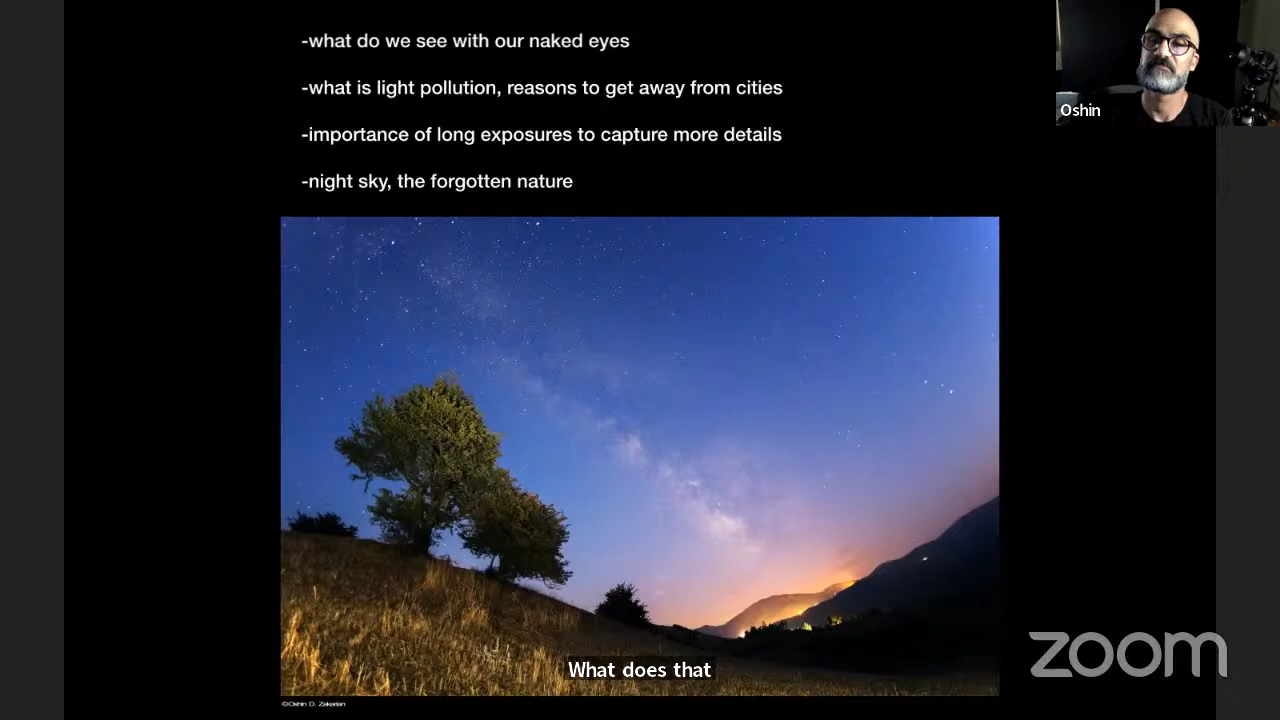 -what do we see with our naked eyes
-what is light pollution, reasons to get away from cities
-importance of long exposures to capture more details
-night sky, the forgotten nature
Oshin
What does that
©Oshin D. Zakarian
zoom